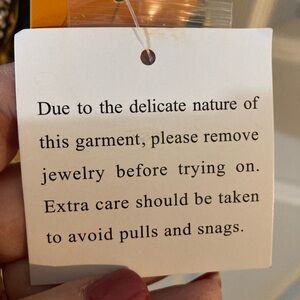 Due to the delicate nature of
this garment, please remove
jewelry before trying on.
Extra care should be taken
to avoid pulls and snags.